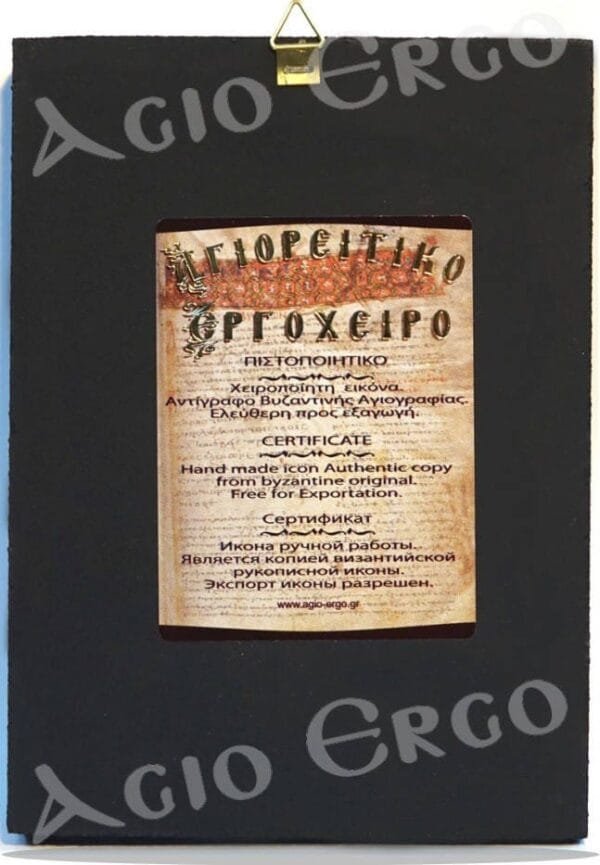 AGIO ERGO
ΑΓΙΟΡΕΙΤΙΚΟ
ΕΡΓΟΧΕΙΡΟ
ΠΙΣΤΟΠΟΙΗΤΙΚΟ
Χειροποίητη εικόνα.
Αντίγραφο Βυζαντινής Αγιογραφίας.
Ελεύθερη προς εξαγωγή.
CERTIFICATE
Hand made icon Authentic copy
from byzantine original.
Free for Exportation.
Сертификат
Икона ручной работы.
Является копией византийской
рукописной иконы.
Экспорт иконы разрешен.
www.agio-ergo.gr
AGIO ERGO